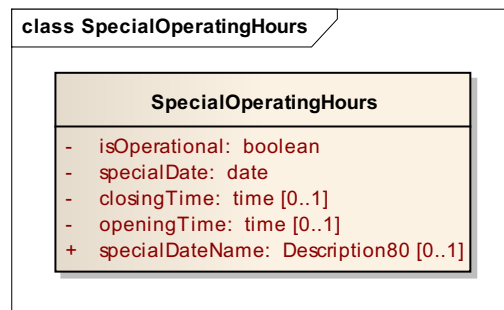 class SpecialOperatingHours
SpecialOperatingHours
- isOperational: boolean
- specialDate: date
- closingTime: time [0..1]
- openingTime: time [0..1]
+ specialDateName: Description80 [0..1]